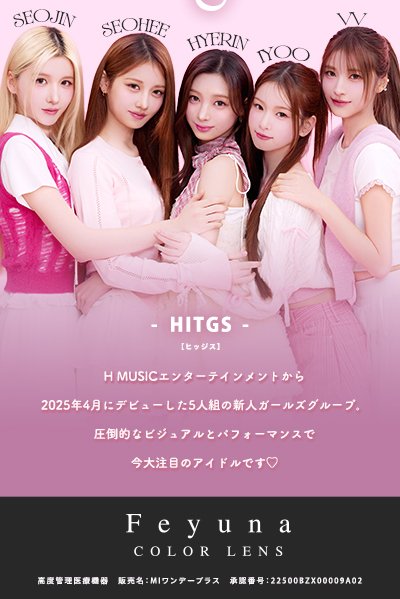 SEOJIN
SEOHEE
HYERIN
IYOO
VV
- HITGS -
[ヒッジス]
H MUSICエンターテインメントから
2025年4月にデビューした5人組の新人ガールズグループ。
圧倒的なビジュアルとパフォーマンスで
今大注目のアイドルです♡
Feyuna
COLOR LENS
高度管理医療機器 販売名：MIワンデープラス 承認番号：22500BZX00009A02